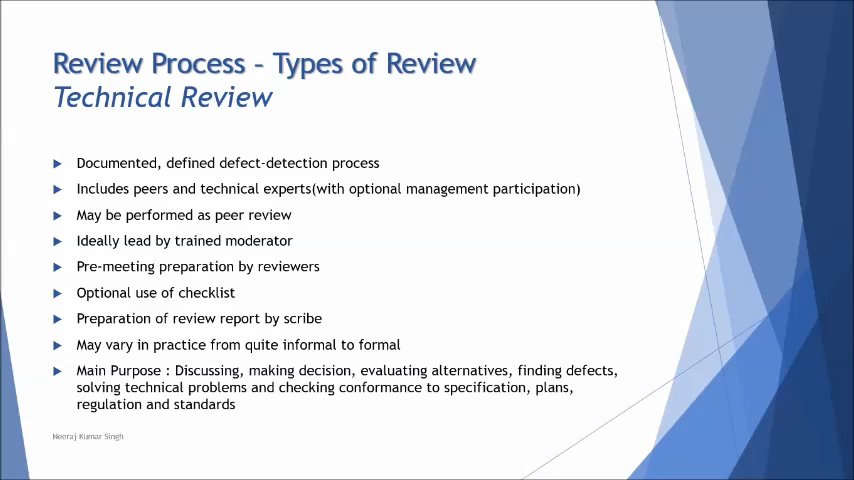 Review Process – Types of Review
Technical Review
Documented, defined defect-detection process
Includes peers and technical experts(with optional management participation)
May be performed as peer review
Ideally lead by trained moderator
Pre-meeting preparation by reviewers
Optional use of checklist
Preparation of review report by scribe
May vary in practice from quite informal to formal
Main Purpose : Discussing, making decision, evaluating alternatives, finding defects,
solving technical problems and checking conformance to specification, plans,
regulation and standards
Neeraj Kumar Singh